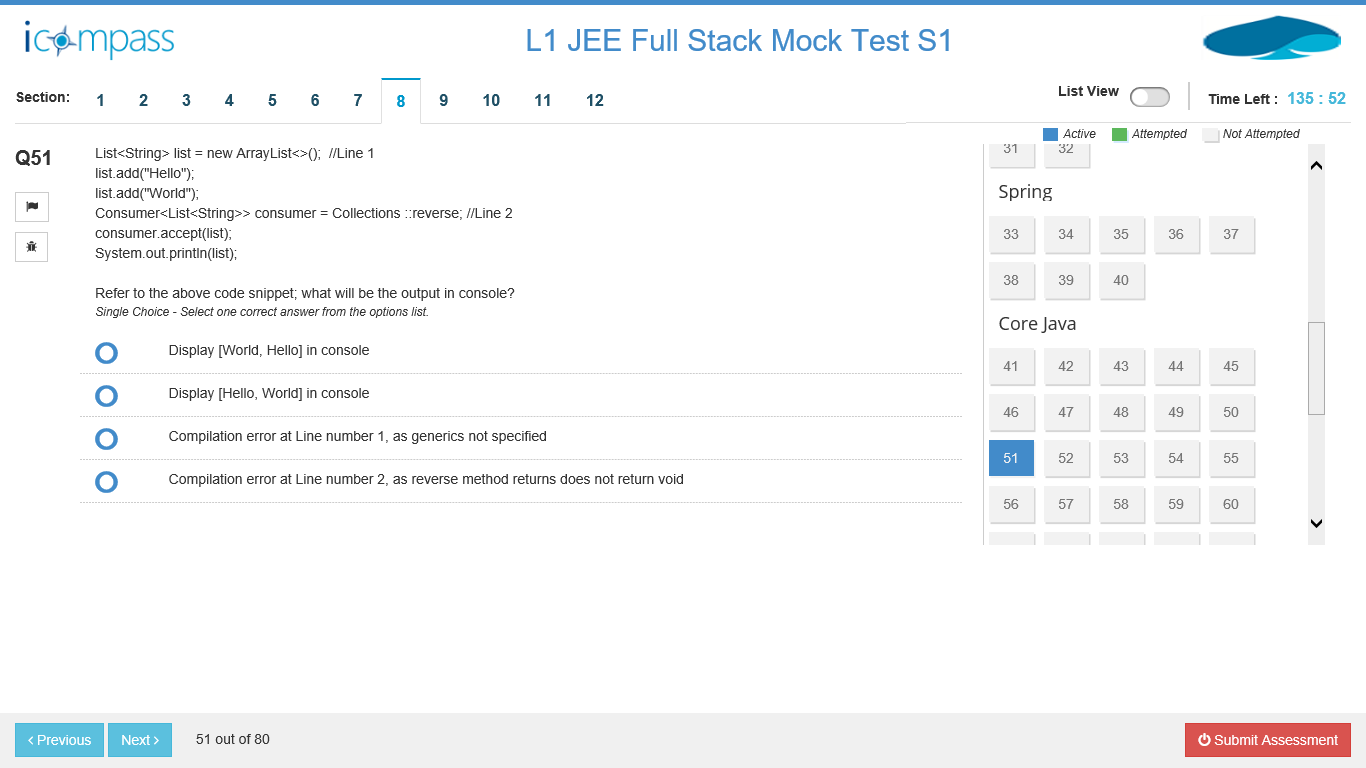 icompass
L1 JEE Full Stack Mock Test S1
Section: 1 2 3 4 5 6 7 8 9 10 11 12
List View
Time Left : 135 : 52
Active Attempted Not Attempted
Q51
List<String> list = new ArrayList<>(); //Line 1
list.add("Hello");
list.add("World");
Consumer<List<String>> consumer = Collections ::reverse; //Line 2
consumer.accept(list);
System.out.println(list);
Refer to the above code snippet; what will be the output in console?
Single Choice - Select one correct answer from the options list.
Display [World, Hello] in console
Display [Hello, World] in console
Compilation error at Line number 1, as generics not specified
Compilation error at Line number 2, as reverse method returns does not return void
31 32
Spring
33 34 35 36 37
38 39 40
Core Java
41 42 43 44 45
46 47 48 49 50
51 52 53 54 55
56 57 58 59 60
‹ Previous
Next ›
51 out of 80
Submit Assessment